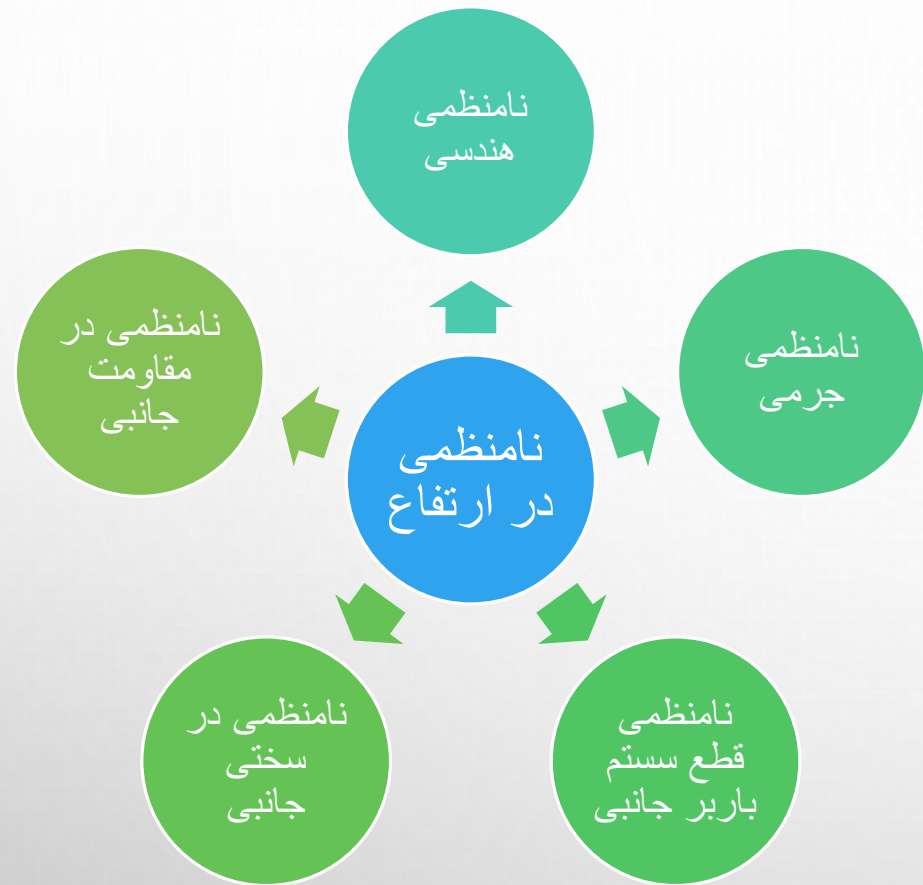 نامنظمی
هندسی
نامنظمی
جرمی
نامنظمی
قطع سستم
باربر جانبی
نامنظمی در
سختی
جانبی
نامنظمی در
مقاومت
جانبی
نامنظمی
در ارتفاع